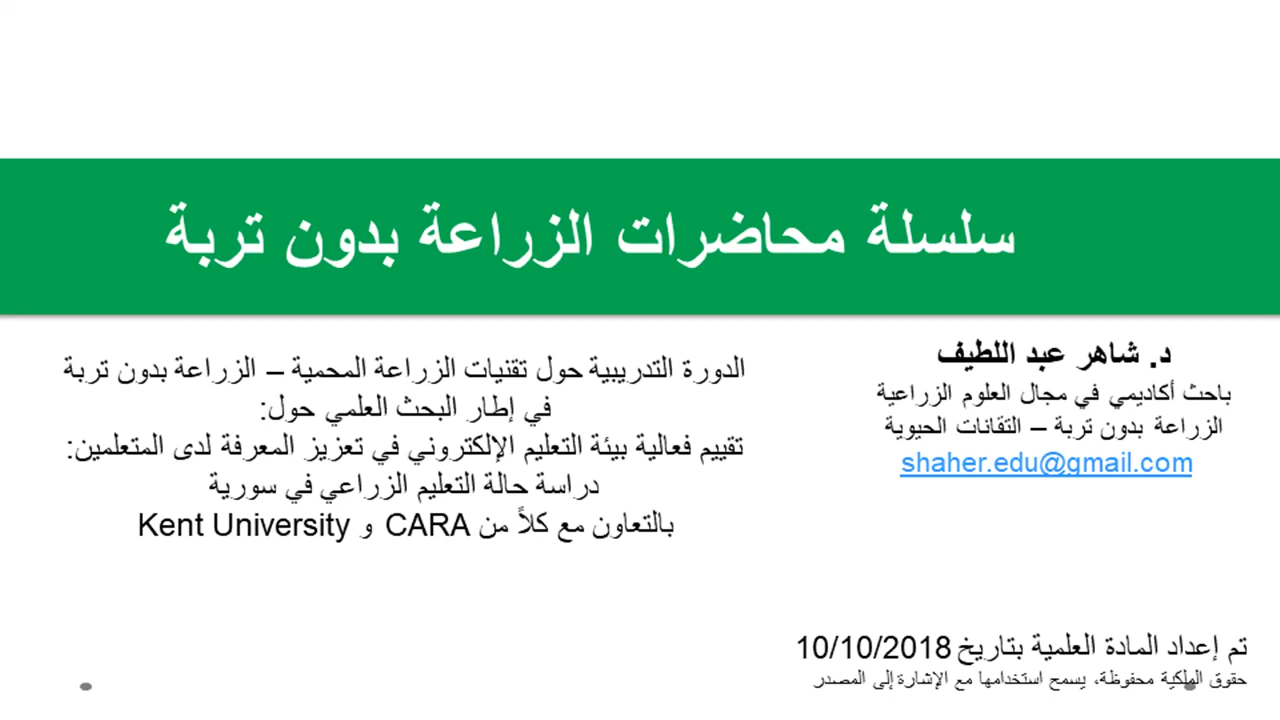 سلسلة محاضرات الزراعة بدون تربة
د. شاهر عبد اللطيف
باحث أكاديمي في مجال العلوم الزراعية
الزراعة بدون تربة – التقانات الحيوية
shaher.edu@gmail.com
الدورة التدريبية حول تقنيات الزراعة المحمية – الزراعة بدون تربة
في إطار البحث العلمي حول:
تقييم فعالية بيئة التعليم الإلكتروني في تعزيز المعرفة لدى المتعلمين:
دراسة حالة التعليم الزراعي في سورية
بالتعاون مع كلاً من CARA و Kent University
تم إعداد المادة العلمية بتاريخ 10/10/2018
حقوق الملكية محفوظة، يسمح استخدامها مع الإشارة إلى المصدر